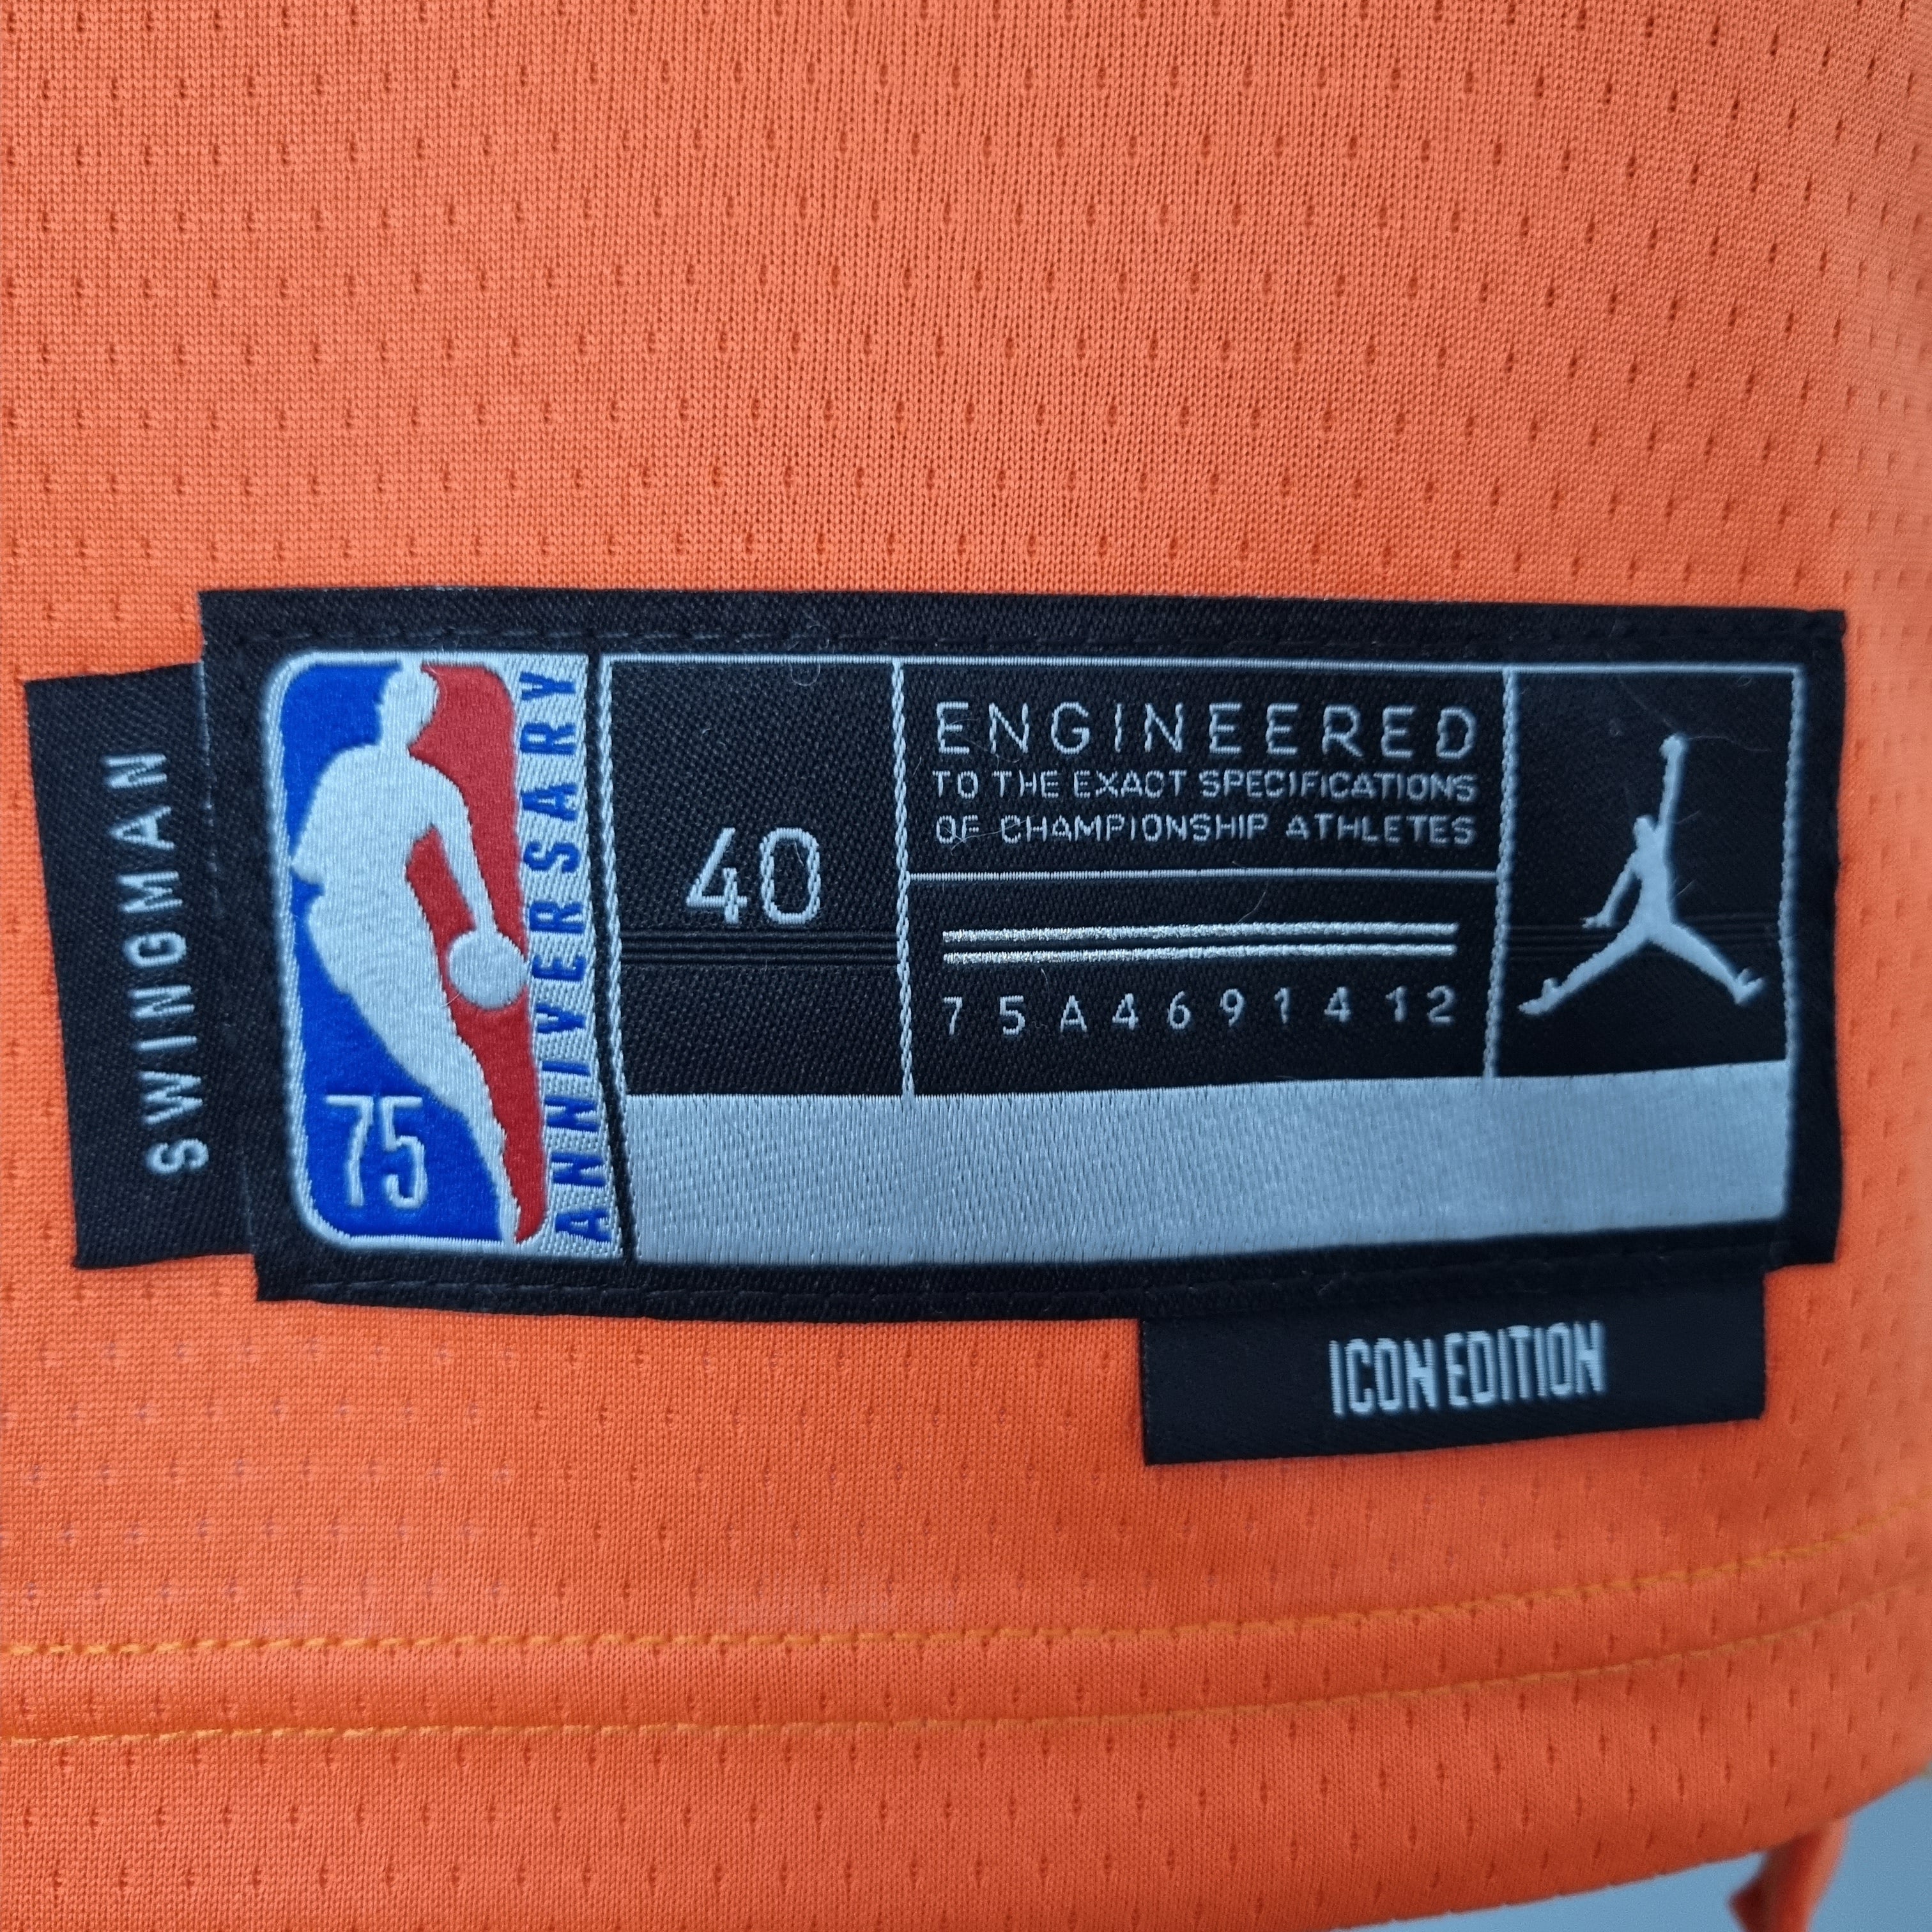 SWINGMAN
75
ANNIVERSARY
40
ENGINEERED
TO THE EXACT SPECIFICATIONS
OF CHAMPIONSHIP ATHLETES
75A4691412
ICON EDITION